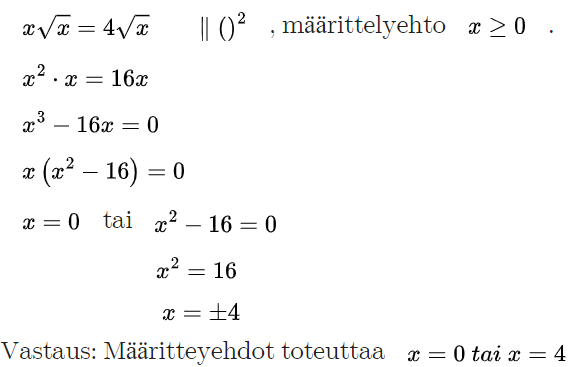 x√x = 4√x ‖ ()² , määrittelyehto x ≥ 0 .
x² · x = 16x
x³ − 16x = 0
x (x² − 16) = 0
x = 0 tai x² − 16 = 0
x² = 16
x = ±4
Vastaus: Määritteyehdot toteuttaa x = 0 tai x = 4